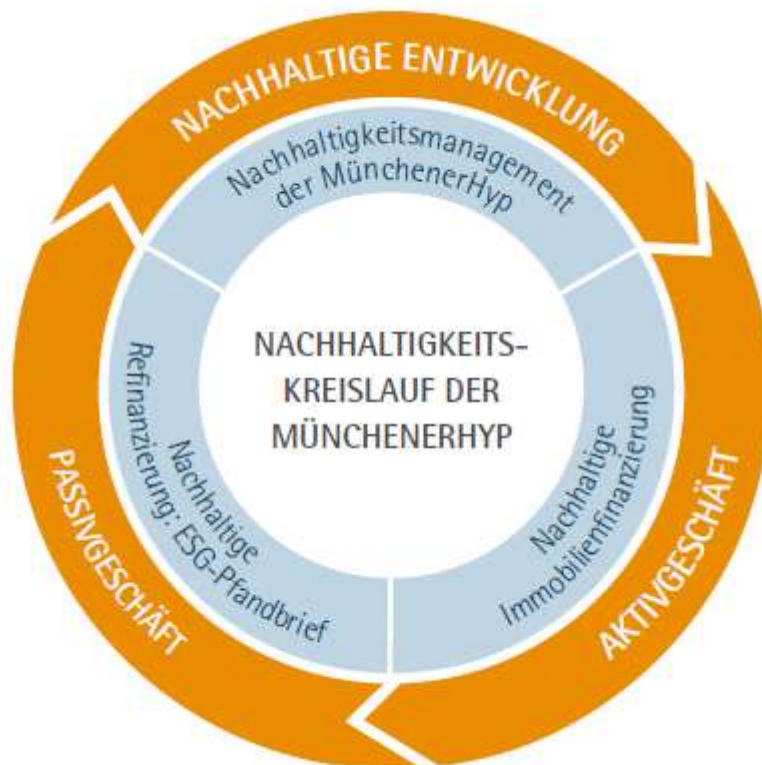 NACHHALTIGE ENTWICKLUNG
Nachhaltigkeitsmanagement
der MünchenerHyp
NACHHALTIGKEITS-
KREISLAUF DER
MÜNCHENERHYP
AKTIVGESCHÄFT
Nachhaltige
Immobilienfinanzierung
PASSIVGESCHÄFT
Nachhaltige
Refinanzierung: ESG-Pfandbrief